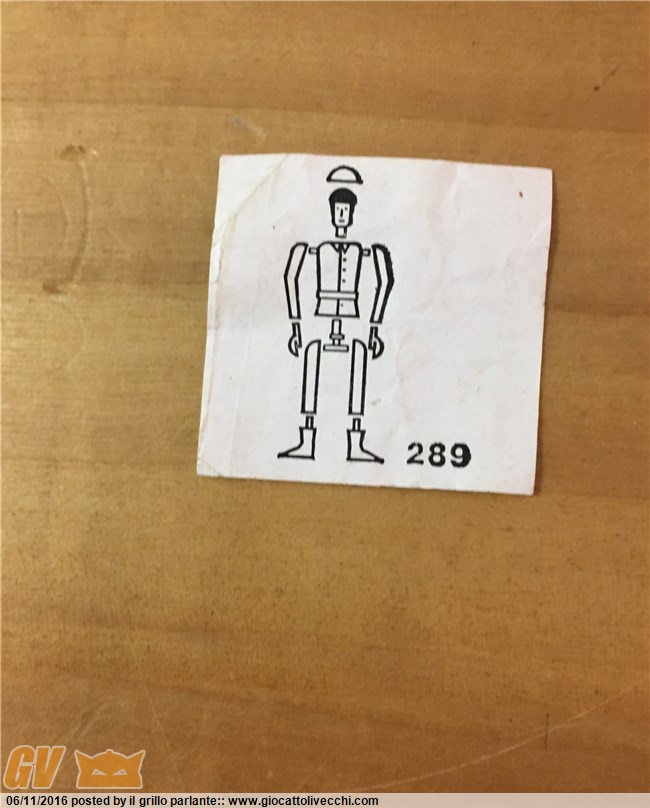 289
GV
06/11/2016 posted by il grillo parlante:: www.giocattolivecchi.com